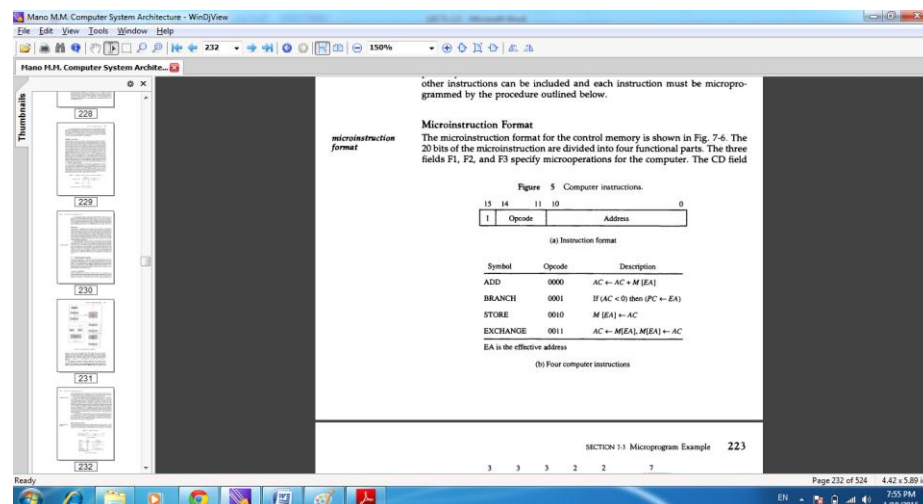 Mano M.M. Computer System Architecture - WinDjView
File Edit View Tools Window Help
232 150%
Mano M.M. Computer System Archite...
Thumbnails
228
229
230
231
232
other instructions can be included and each instruction must be micropro-
grammed by the procedure outlined below.
Microinstruction Format
microinstruction
format
The microinstruction format for the control memory is shown in Fig. 7-6. The
20 bits of the microinstruction are divided into four functional parts. The three
fields F1, F2, and F3 specify microoperations for the computer. The CD field
Figure 5 Computer instructions.
15 14 11 10 0
I Opcode Address
(a) Instruction format
Symbol Opcode Description
ADD 0000 AC ← AC + M [EA]
BRANCH 0001 If (AC < 0) then (PC ← EA)
STORE 0010 M [EA] ← AC
EXCHANGE 0011 AC ← M[EA], M[EA] ← AC
EA is the effective address
(b) Four computer instructions
SECTION 7-3 Microprogram Example 223
3 3 3 2 2 7
Ready
Page 232 of 524
EN
7:55 PM